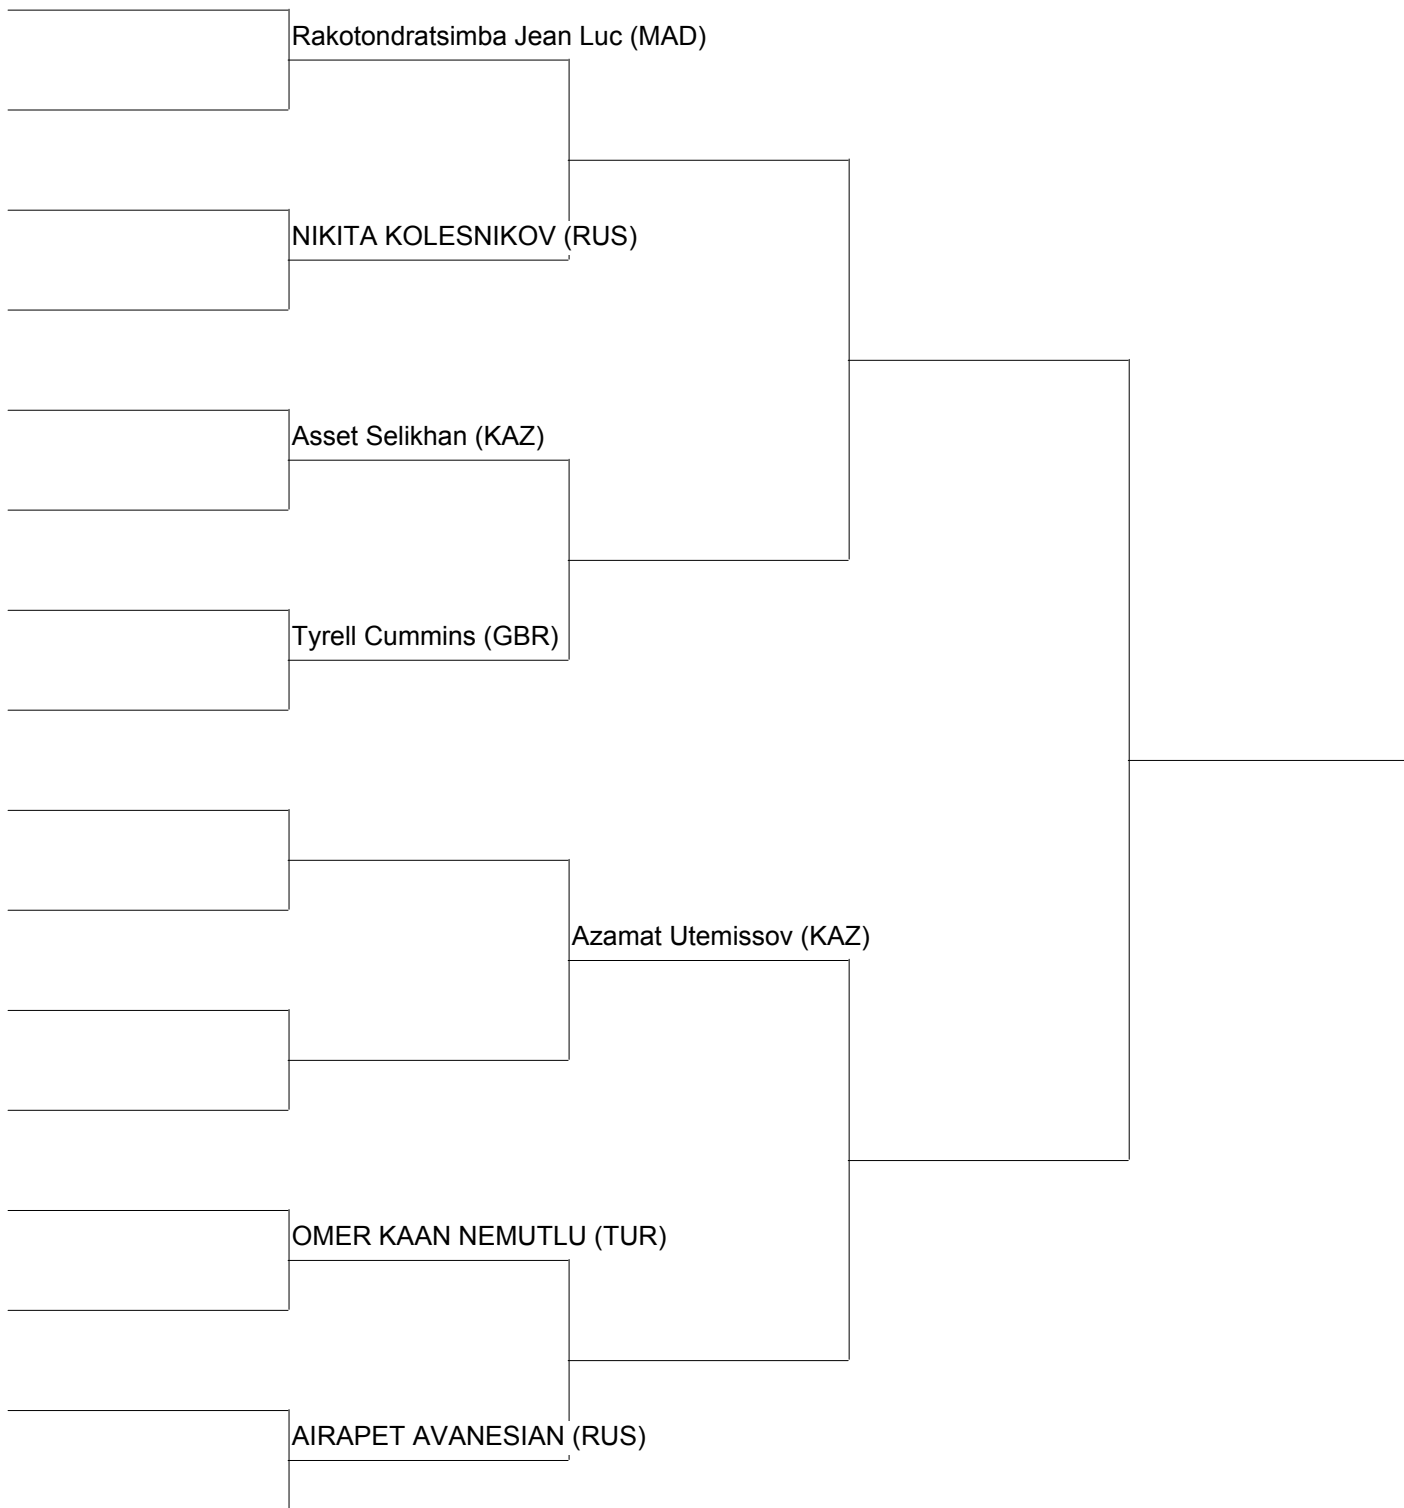 Rakotondratsimba Jean Luc (MAD)
NIKITA KOLESNIKOV (RUS)
Asset Selikhan (KAZ)
Tyrell Cummins (GBR)
Azamat Utemissov (KAZ)
OMER KAAN NEMUTLU (TUR)
AIRAPET AVANESIAN (RUS)